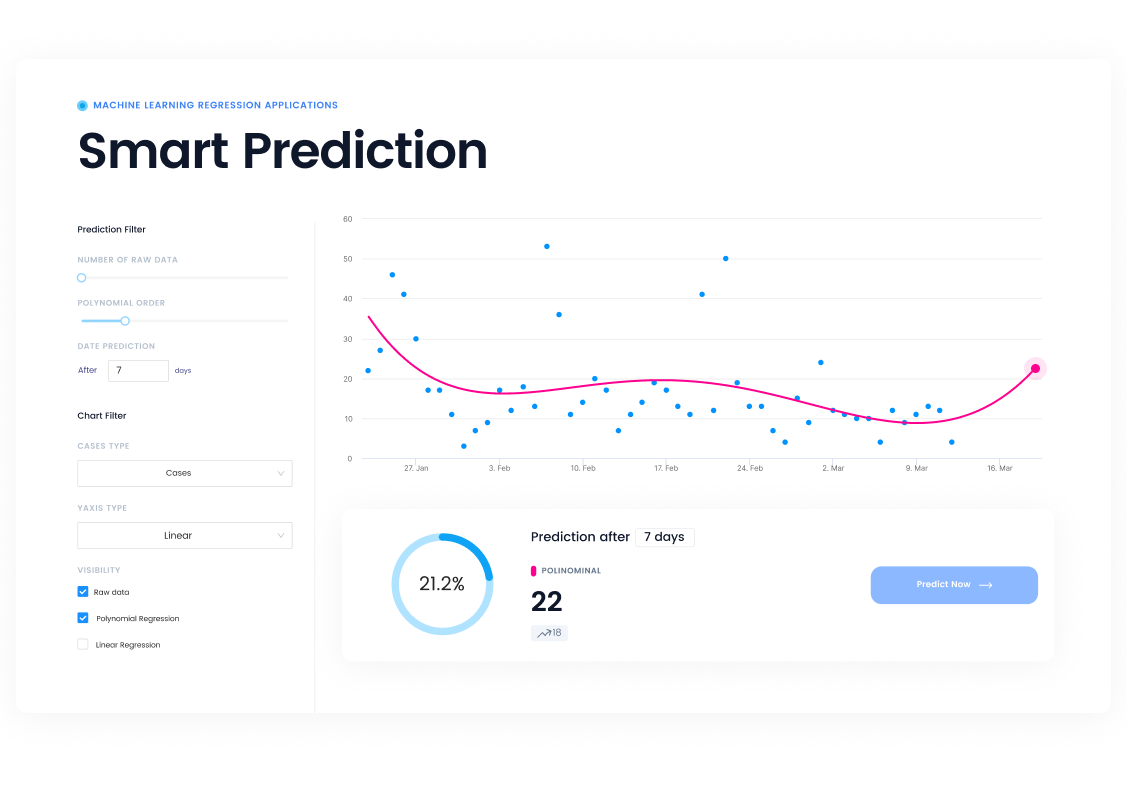 MACHINE LEARNING REGRESSION APPLICATIONS
Smart Prediction
Prediction Filter
NUMBER OF RAW DATA
POLYNOMIAL ORDER
DATE PREDICTION
After 7 days
Chart Filter
CASES TYPE
Cases
YAXIS TYPE
Linear
VISIBILITY
Raw data
Polynomial Regression
Linear Regression
60
50
40
30
20
10
0
27. Jan 3. Feb 10. Feb 17. Feb 24. Feb 2. Mar 9. Mar 16. Mar
21.2%
Prediction after 7 days
POLINOMINAL
22
18
Predict Now